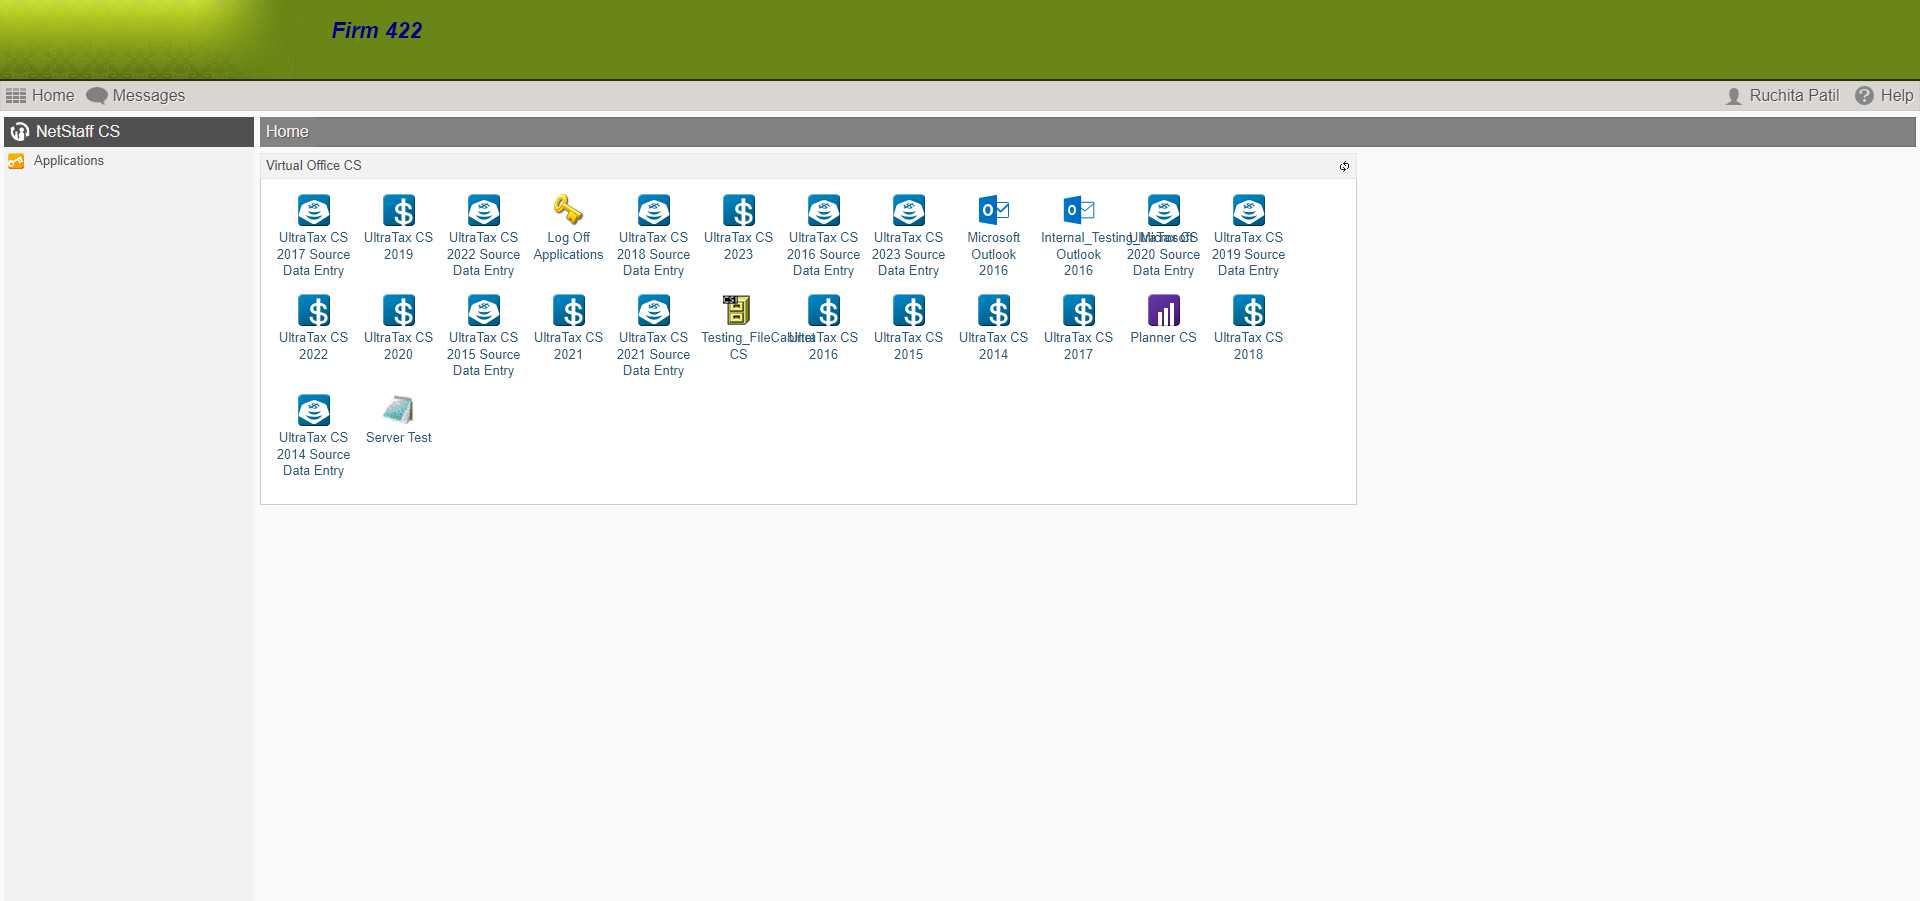 Firm 422
Home Messages Ruchita Patil Help
NetStaff CS
Applications
Home
Virtual Office CS
UltraTax CS
2017 Source
Data Entry
UltraTax CS
2019
UltraTax CS
2022 Source
Data Entry
Log Off
Applications
UltraTax CS
2018 Source
Data Entry
UltraTax CS
2023
UltraTax CS
2016 Source
Data Entry
UltraTax CS
2023 Source
Data Entry
Microsoft
Outlook
2016
Internal_Testing_Microsoft
Outlook
2016
UltraTax CS
2020 Source
Data Entry
UltraTax CS
2019 Source
Data Entry
UltraTax CS
2022
UltraTax CS
2020
UltraTax CS
2015 Source
Data Entry
UltraTax CS
2021
UltraTax CS
2021 Source
Data Entry
Testing_FileCabinet
CS
UltraTax CS
2016
UltraTax CS
2015
UltraTax CS
2014
UltraTax CS
2017
Planner CS
UltraTax CS
2018
UltraTax CS
2014 Source
Data Entry
Server Test